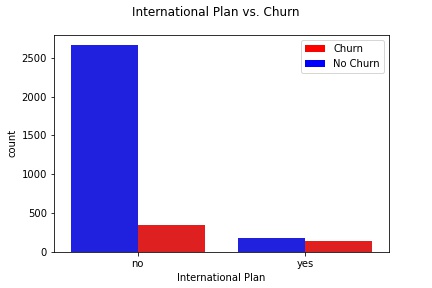 International Plan vs. Churn
Churn
No Churn
2500
2000
1500
1000
500
0
count
no
yes
International Plan